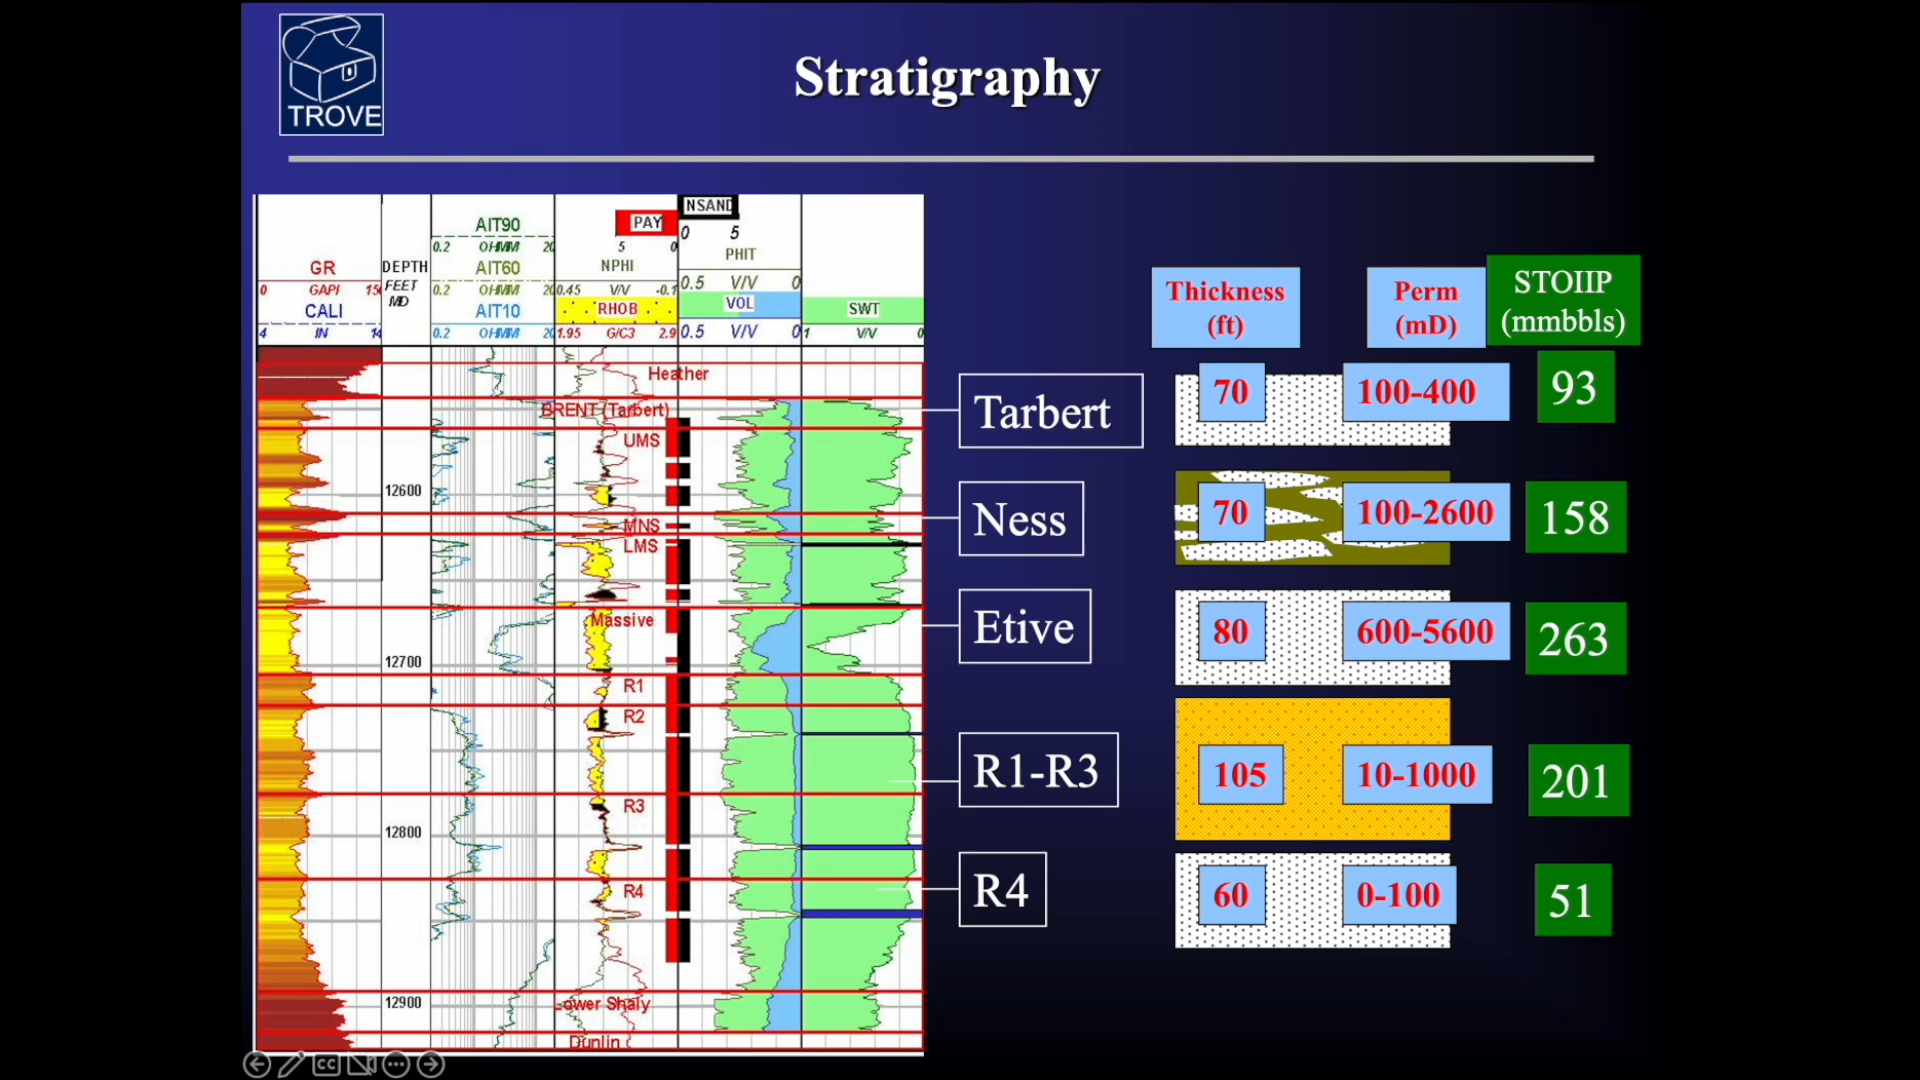 TROVE
Stratigraphy
PAY
NSAND
AIT90
5 0
0 5
0.2 OHMM 20
NPHI
PHIT
GR
DEPTH
AIT60
0.45 V/V -0.1
0.5 V/V 0
0 GAPI 150
FEET
0.2 OHMM 20
MD
RHOB
VOL
SWT
CALI
AIT10
4 IN 14
0.2 OHMM 20
1.95 G/C3 2.9
0.5 V/V 0
1 V/V 0
Heather
BRENT (Tarbert)
UMS
12600
MNS
LMS
Massive
12700
R1
R2
R3
12800
R4
12900
Lower Shaly
Dunlin
Thickness
(ft)
Perm
(mD)
STOIIP
(mmbbls)
Tarbert 70 100-400 93
Ness 70 100-2600 158
Etive 80 600-5600 263
R1-R3 105 10-1000 201
R4 60 0-100 51
CC